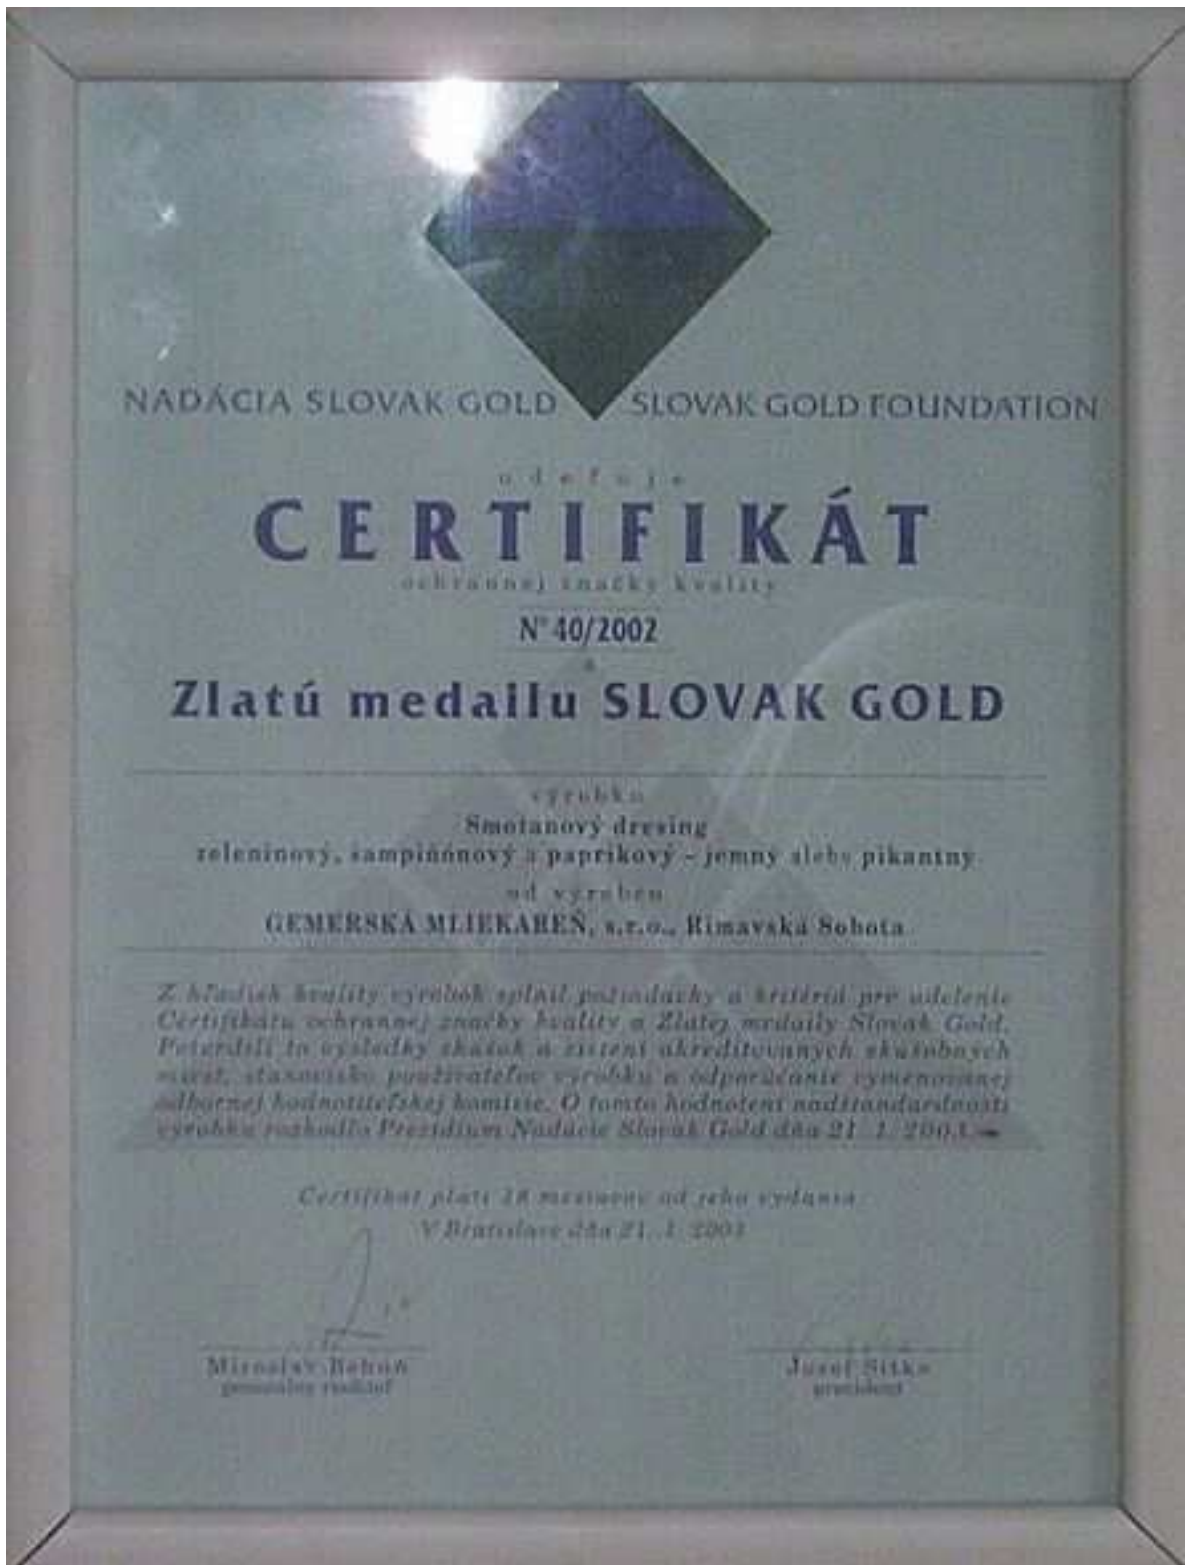 NADÁCIA SLOVAK GOLD SLOVAK GOLD FOUNDATION
udeľuje
CERTIFIKÁT
ochrannej značky kvality
N° 40/2002
a
Zlatú medailu SLOVAK GOLD
výrobku
Smotanový dresing
zeleninový, šampiňónový a paprikový - jemný alebo pikantný
od výrobcu
GEMERSKÁ MLIEKAREŇ, s.r.o., Rimavská Sobota
Z hľadísk kvality výrobok splnil požiadavky a kritériá pre udelenie
Certifikátu ochrannej značky kvality a Zlatej medaily Slovak Gold.
Potvrdili to výsledky skúšok a zistení akreditovaných skúšobných
miest, stanovisko používateľov výrobku a odporúčanie vymenovanej
odbornej hodnotiteľskej komisie. O tomto hodnotení nadštandardnosti
výrobku rozhodlo Prezídium Nadácie Slovak Gold dňa 21. 1. 2003.
Certifikát platí mesiacov od jeho vydania
V Bratislave dňa 21. 1. 2003
Miroslav
generálny riaditeľ
Jozef Sitko
prezident